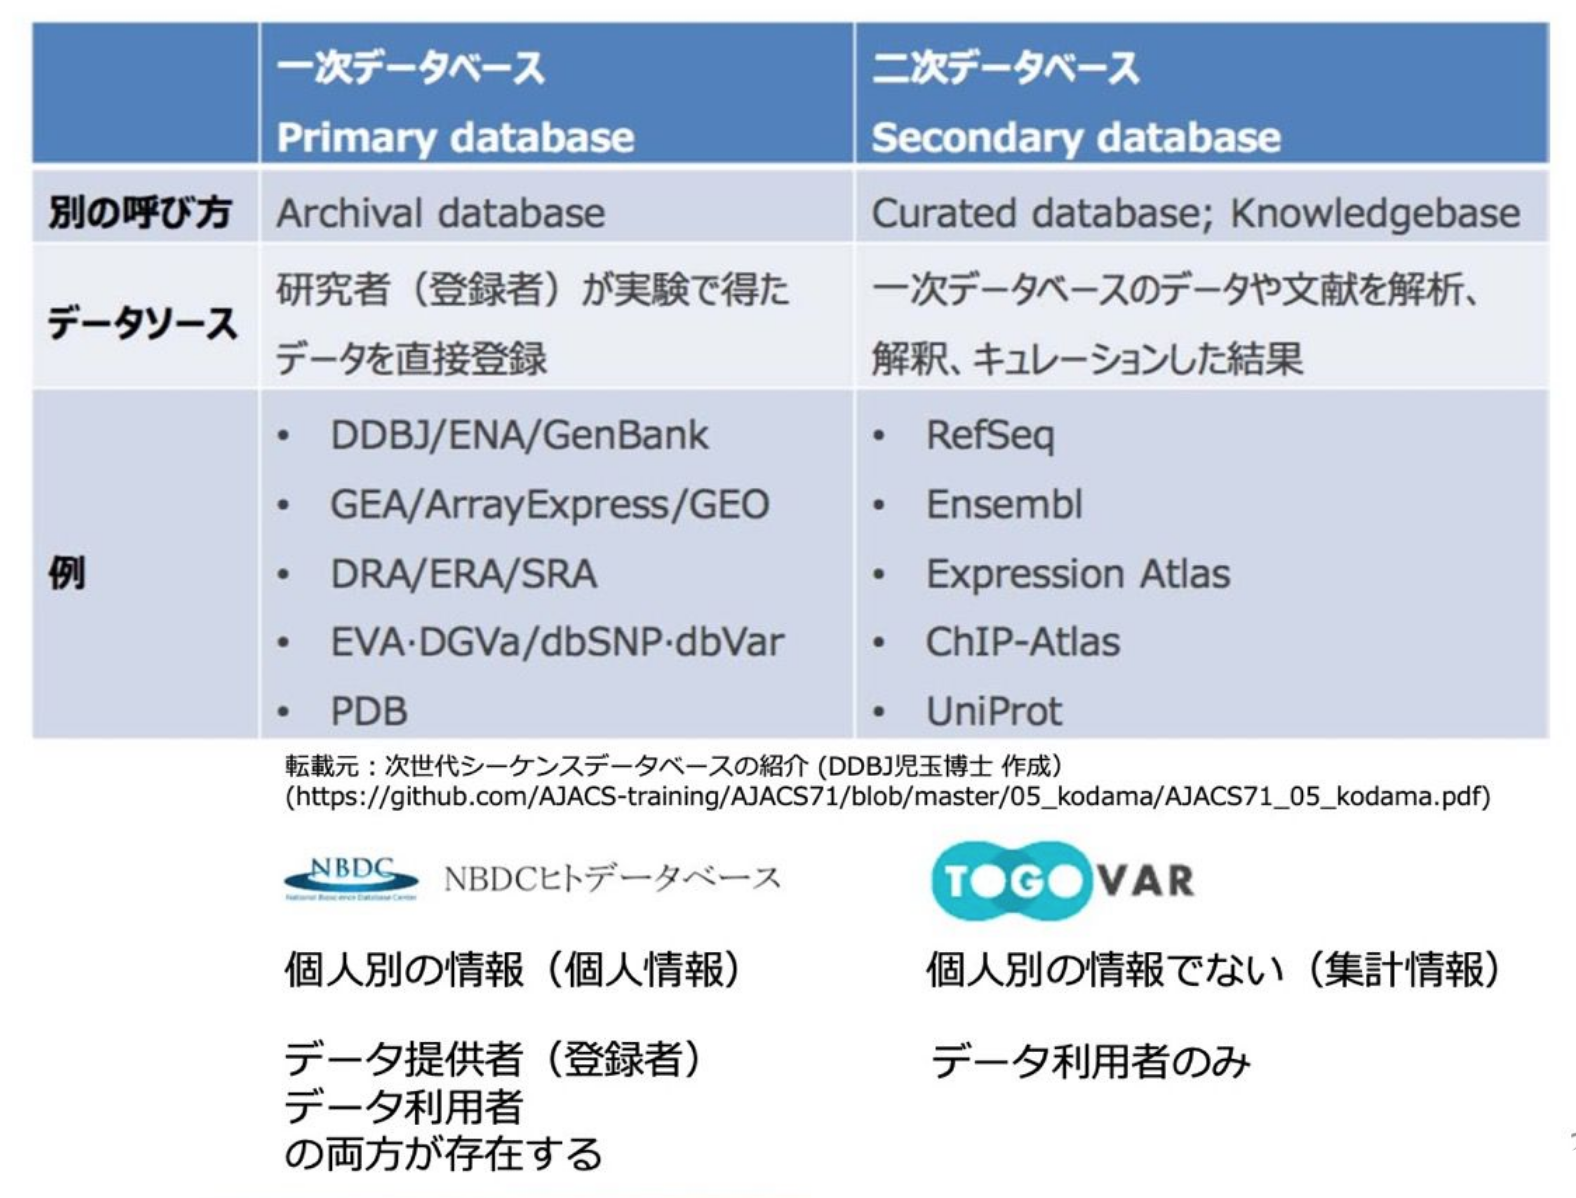 一次データベース
Primary database
二次データベース
Secondary database
別の呼び方
Archival database
Curated database; Knowledgebase
データソース
研究者（登録者）が実験で得た
データを直接登録
一次データベースのデータや文献を解析、
解釈、キュレーションした結果
例
• DDBJ/ENA/GenBank
• GEA/ArrayExpress/GEO
• DRA/ERA/SRA
• EVA·DGVa/dbSNP·dbVar
• PDB
• RefSeq
• Ensembl
• Expression Atlas
• ChIP-Atlas
• UniProt
転載元：次世代シーケンスデータベースの紹介 (DDBJ児玉博士 作成）
(https://github.com/AJACS-training/AJACS71/blob/master/05_kodama/AJACS71_05_kodama.pdf)
NBDC
National Bioscience Database Center
NBDCヒトデータベース
TOGOVAR
個人別の情報（個人情報）
個人別の情報でない（集計情報）
データ提供者（登録者）
データ利用者
の両方が存在する
データ利用者のみ